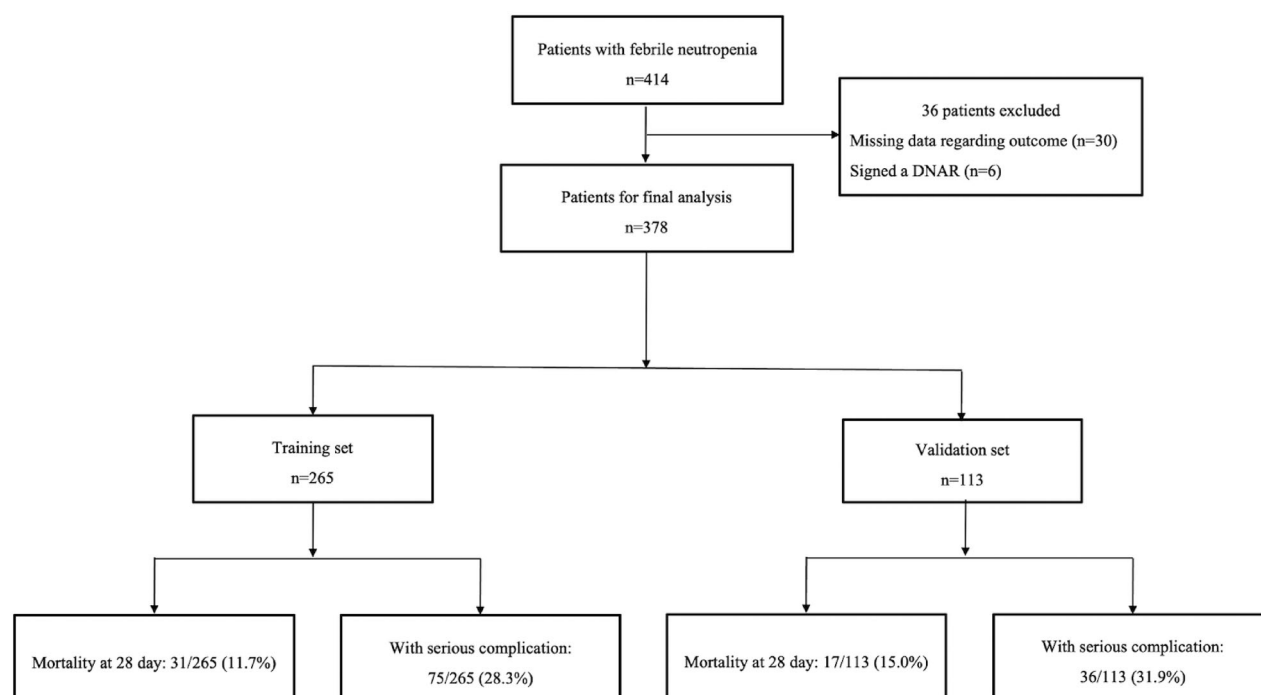 Patients with febrile neutropenia
n=414
36 patients excluded
Missing data regarding outcome (n=30)
Signed a DNAR (n=6)
Patients for final analysis
n=378
Training set
n=265
Validation set
n=113
Mortality at 28 day: 31/265 (11.7%)
With serious complication:
75/265 (28.3%)
Mortality at 28 day: 17/113 (15.0%)
With serious complication:
36/113 (31.9%)